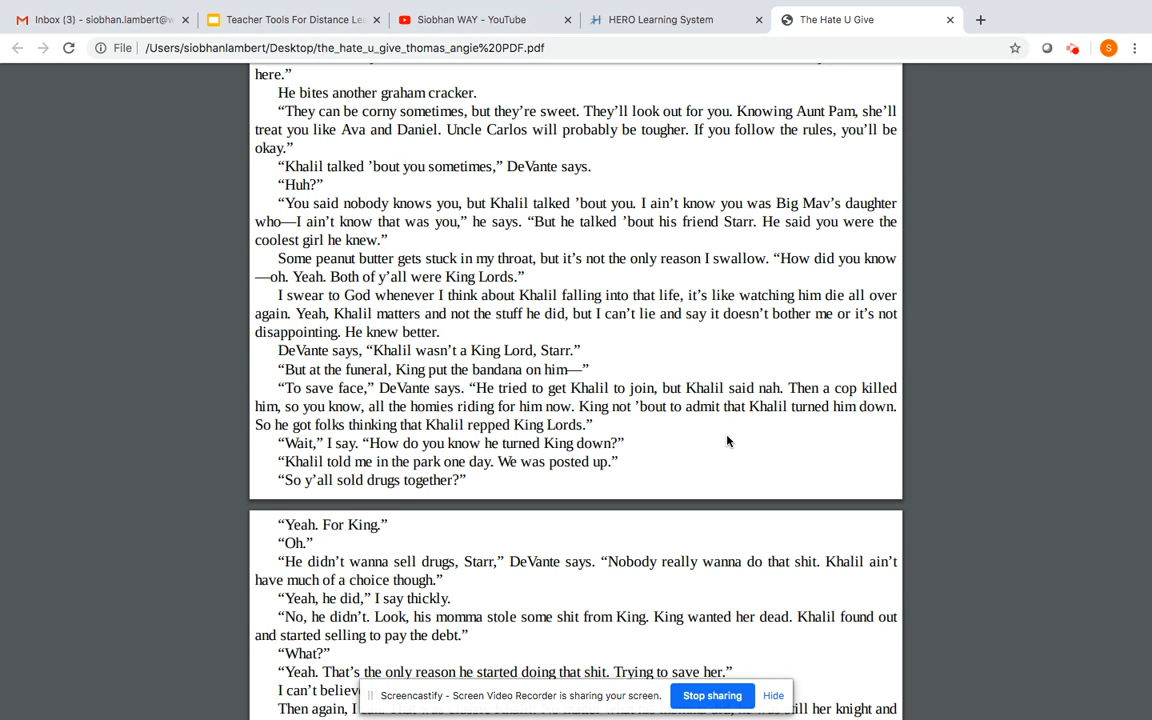 Inbox (3) - siobhan.lambert@w
Teacher Tools For Distance Le
Siobhan WAY - YouTube
HERO Learning System
The Hate U Give
File
/Users/siobhanlambert/Desktop/the_hate_u_give_thomas_angie%20PDF.pdf
S
here.”
He bites another graham cracker.
“They can be corny sometimes, but they’re sweet. They’ll look out for you. Knowing Aunt Pam, she’ll
treat you like Ava and Daniel. Uncle Carlos will probably be tougher. If you follow the rules, you’ll be
okay.”
“Khalil talked ’bout you sometimes,” DeVante says.
“Huh?”
“You said nobody knows you, but Khalil talked ’bout you. I ain’t know you was Big Mav’s daughter
who—I ain’t know that was you,” he says. “But he talked ’bout his friend Starr. He said you were the
coolest girl he knew.”
Some peanut butter gets stuck in my throat, but it’s not the only reason I swallow. “How did you know
—oh. Yeah. Both of y’all were King Lords.”
I swear to God whenever I think about Khalil falling into that life, it’s like watching him die all over
again. Yeah, Khalil matters and not the stuff he did, but I can’t lie and say it doesn’t bother me or it’s not
disappointing. He knew better.
DeVante says, “Khalil wasn’t a King Lord, Starr.”
“But at the funeral, King put the bandana on him—”
“To save face,” DeVante says. “He tried to get Khalil to join, but Khalil said nah. Then a cop killed
him, so you know, all the homies riding for him now. King not ’bout to admit that Khalil turned him down.
So he got folks thinking that Khalil repped King Lords.”
“Wait,” I say. “How do you know he turned King down?”
“Khalil told me in the park one day. We was posted up.”
“So y’all sold drugs together?”
“Yeah. For King.”
“Oh.”
“He didn’t wanna sell drugs, Starr,” DeVante says. “Nobody really wanna do that shit. Khalil ain’t
have much of a choice though.”
“Yeah, he did,” I say thickly.
“No, he didn’t. Look, his momma stole some shit from King. King wanted her dead. Khalil found out
and started selling to pay the debt.”
“What?”
“Yeah. That’s the only reason he started doing that shit. Trying to save her.”
I can’t believ
Screencastify - Screen Video Recorder is sharing your screen.
Stop sharing
Hide
Then again, I
still her knight and